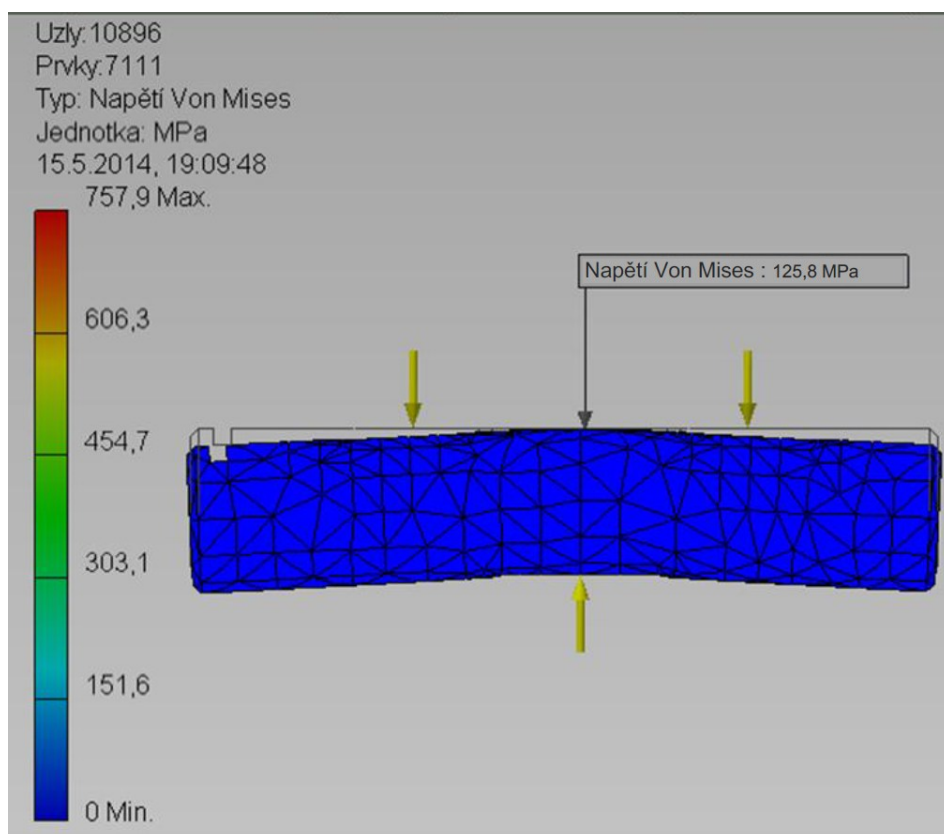 Uzly:10896
Prvky:7111
Typ: Napětí Von Mises
Jednotka: MPa
15.5.2014, 19:09:48
757,9 Max.
Napětí Von Mises : 125,8 MPa
606,3
454,7
303,1
151,6
0 Min.